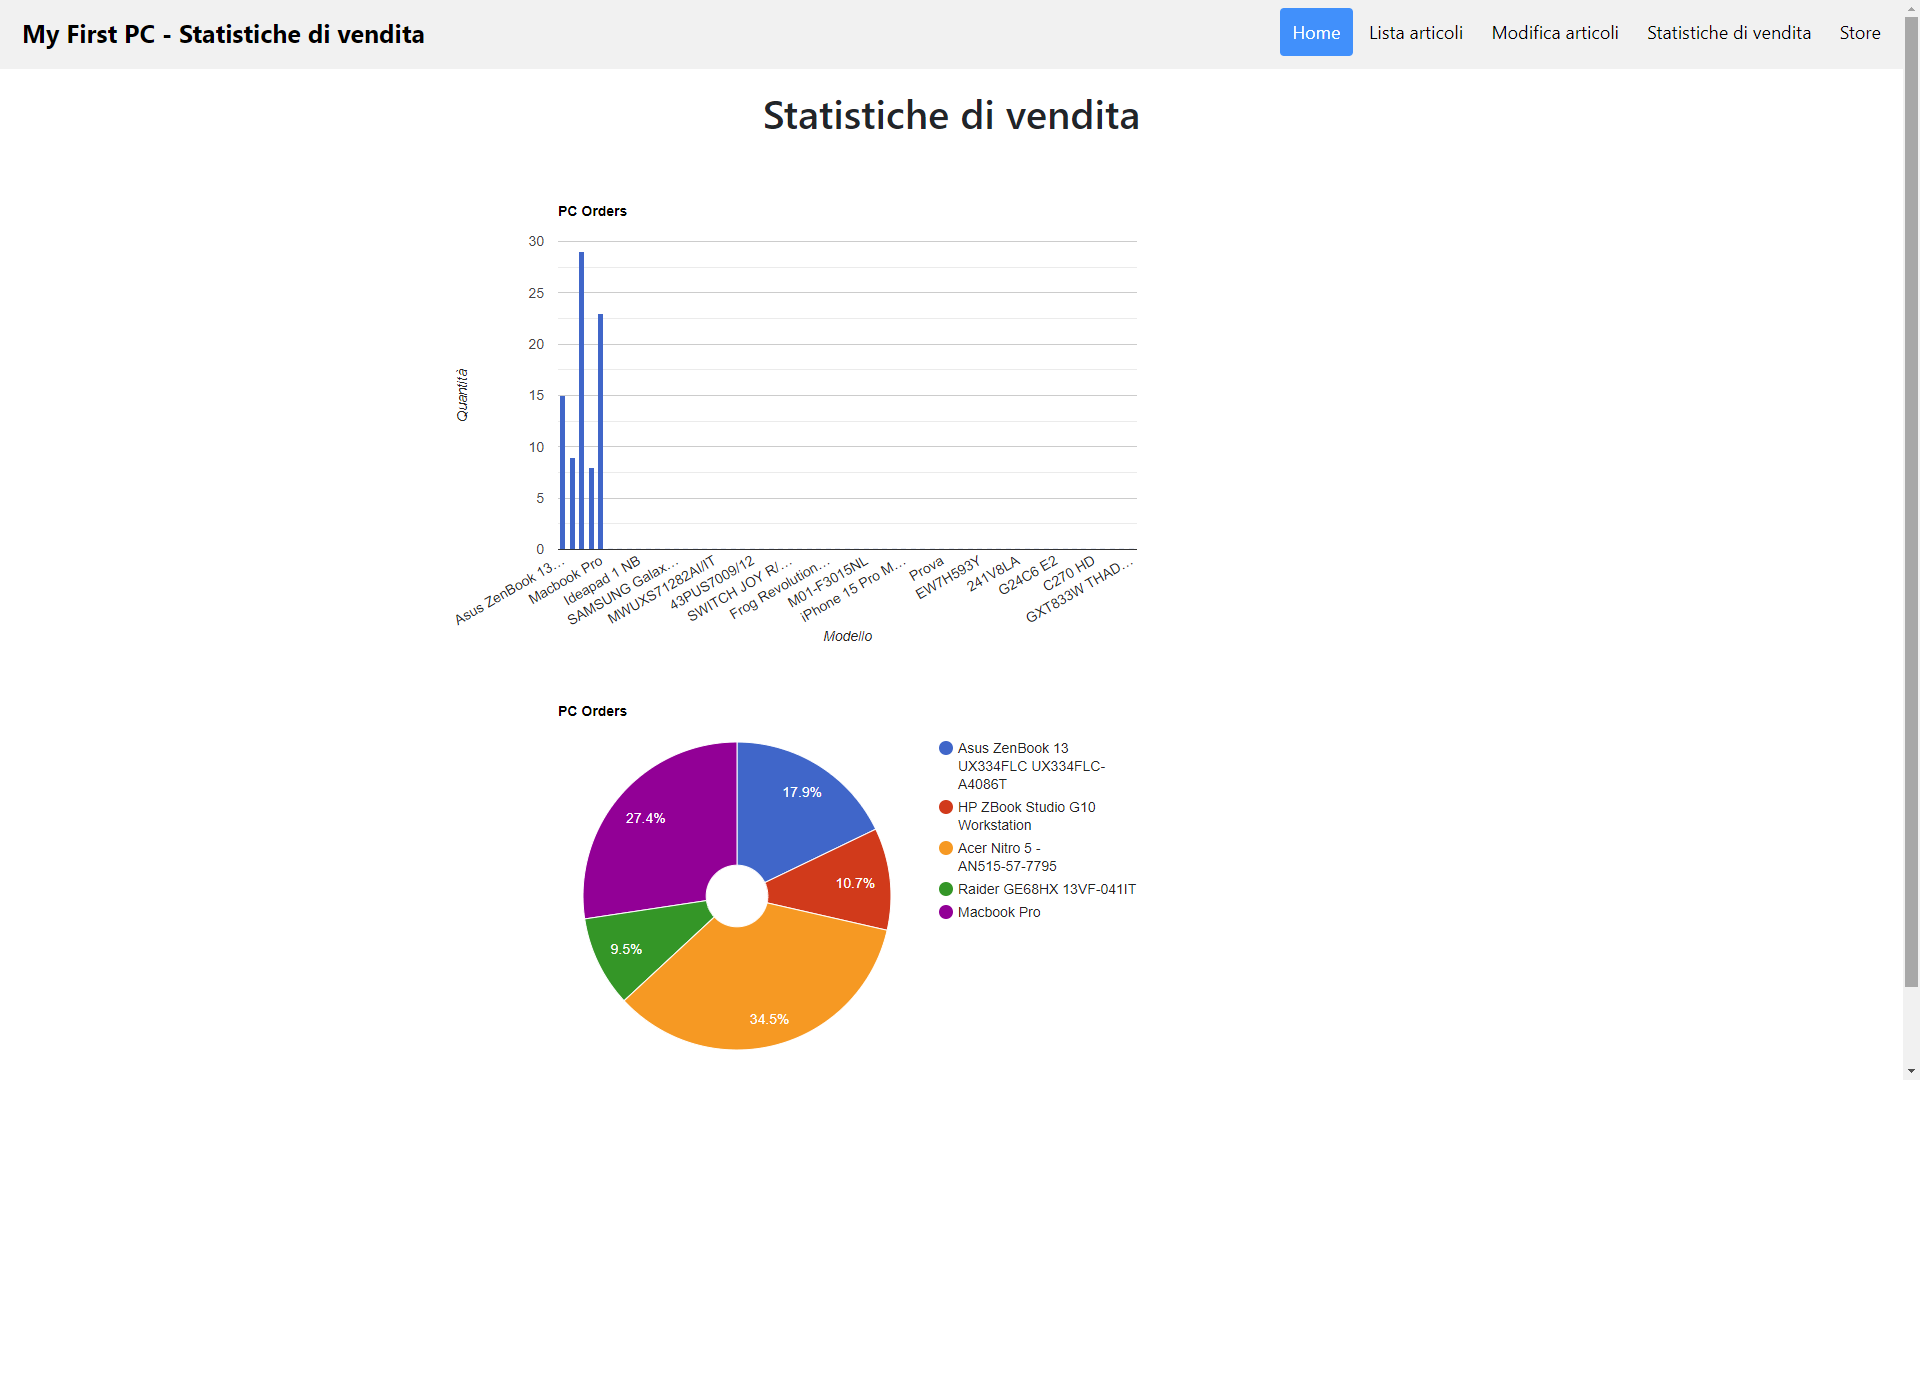 My First PC - Statistiche di vendita
Home
Lista articoli
Modifica articoli
Statistiche di vendita
Store
Statistiche di vendita
PC Orders
30
25
20
15
10
5
0
Quantità
Asus ZenBook 13…
Macbook Pro
Ideapad 1 NB
SAMSUNG Galax…
MWUXS71282AI/IT
43PUS7009/12
SWITCH JOY R/…
Frog Revolution…
M01-F3015NL
iPhone 15 Pro M…
Prova
EW7H593Y
241V8LA
G24C6 E2
C270 HD
GXT833W THAD…
Modello
PC Orders
17.9%
10.7%
34.5%
9.5%
27.4%
Asus ZenBook 13
UX334FLC UX334FLC-
A4086T
HP ZBook Studio G10
Workstation
Acer Nitro 5 -
AN515-57-7795
Raider GE68HX 13VF-041IT
Macbook Pro